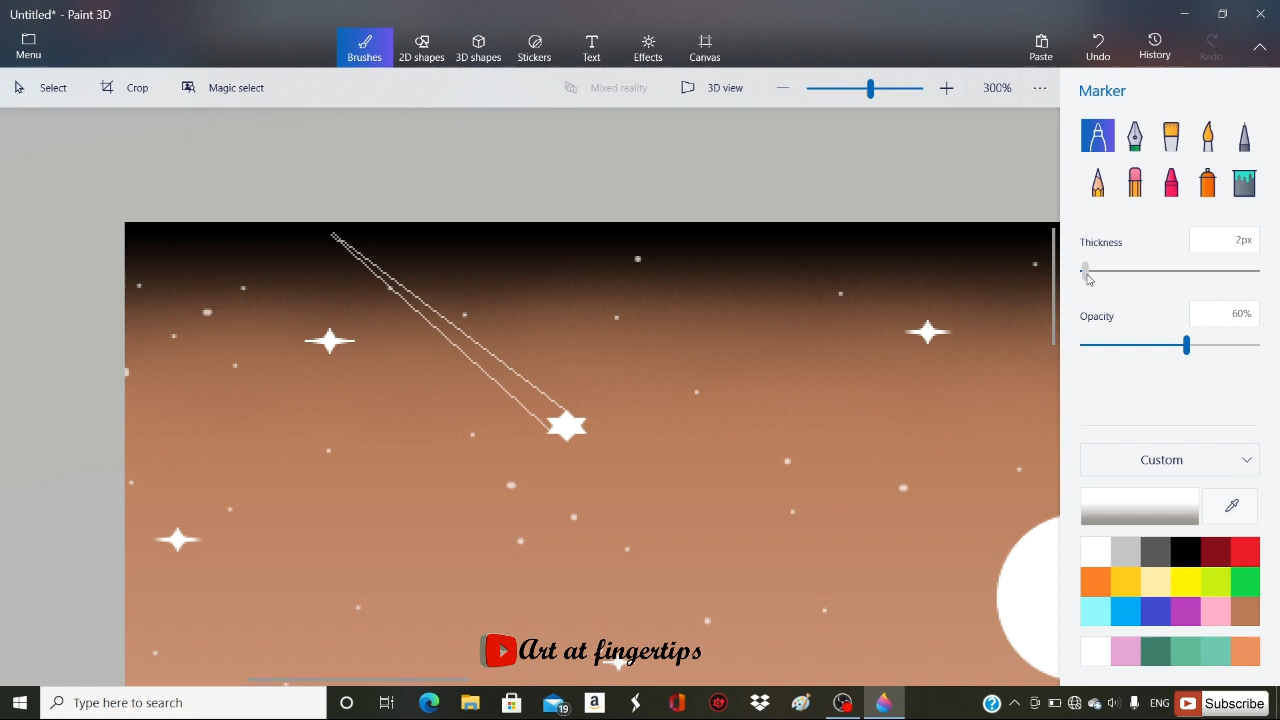 Untitled* - Paint 3D
Menu
Brushes
2D shapes
3D shapes
Stickers
Text
Effects
Canvas
Paste
Undo
History
Redo
Select
Crop
Magic select
Mixed reality
3D view
300%
Marker
Thickness
2px
Opacity
60%
Custom
Art at fingertips
Type here to search
19
ENG
Subscribe